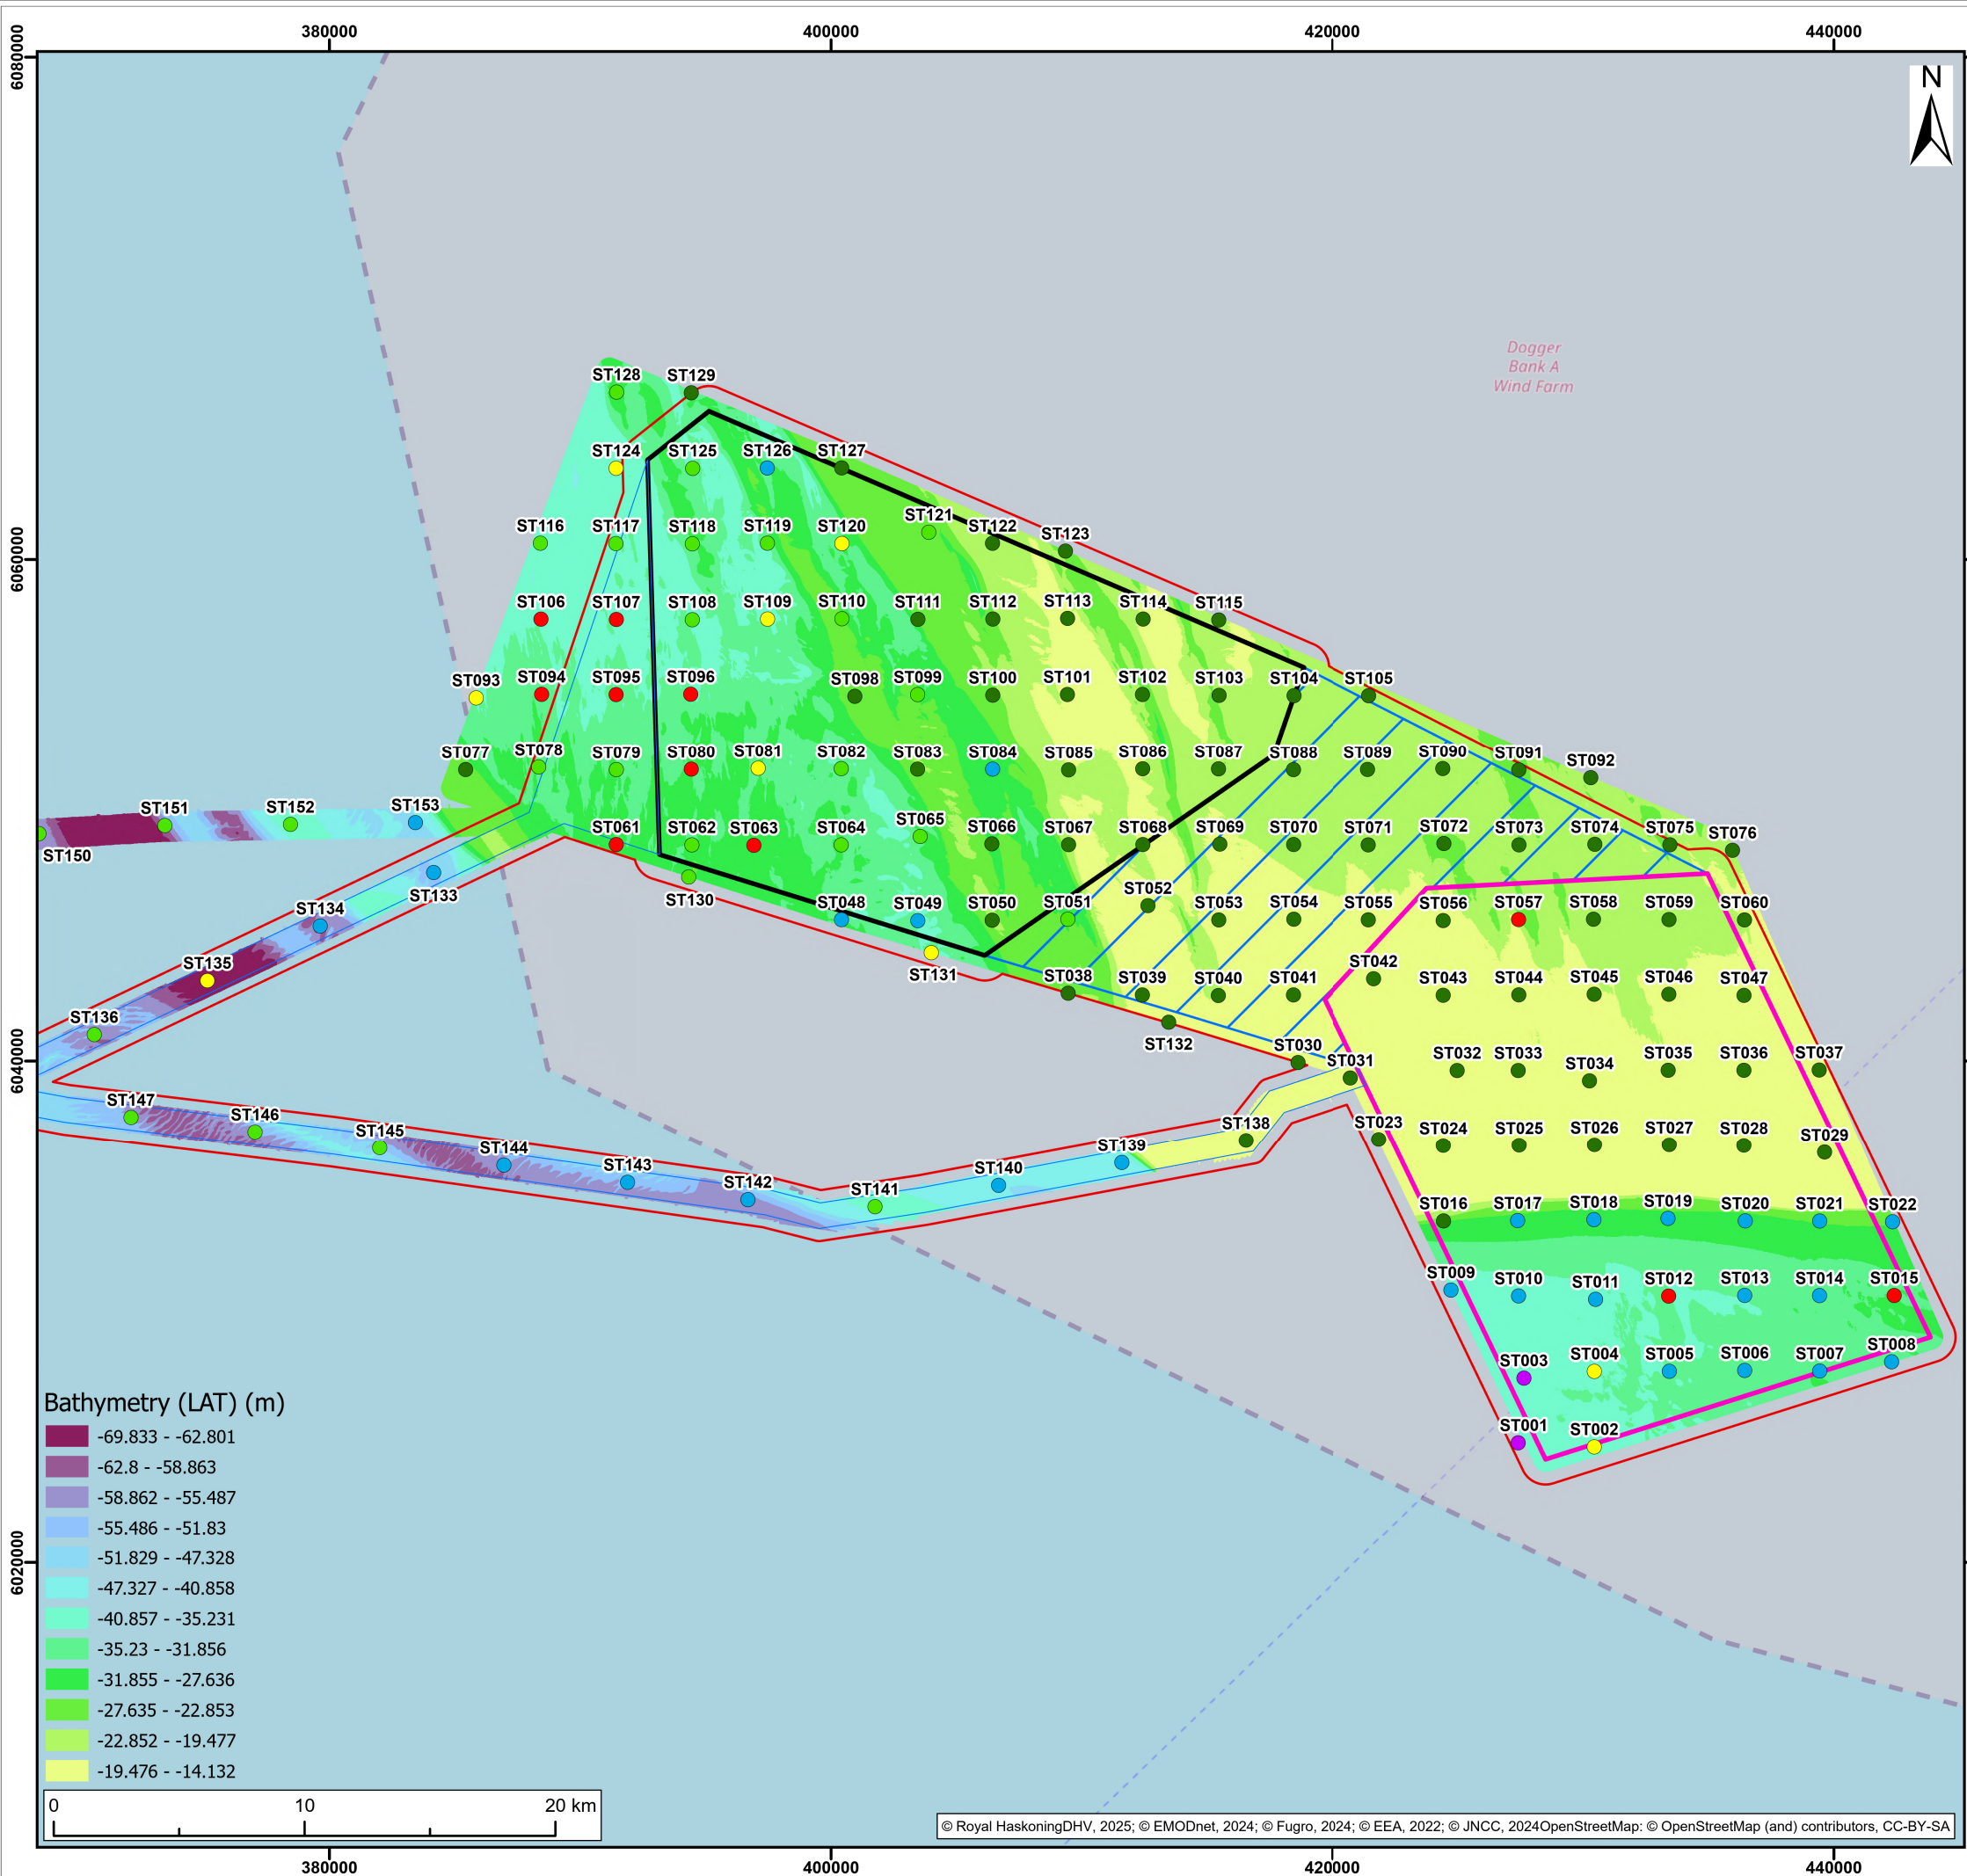 380000 400000 420000 440000
6080000
N
Dogger
Bank A
Wind Farm
ST128 ST129
ST124 ST125 ST126 ST127
ST116 ST117 ST118 ST119 ST120 ST121 ST122 ST123
6060000
ST106 ST107 ST108 ST109 ST110 ST111 ST112 ST113 ST114 ST115
ST093 ST094 ST095 ST096 ST098 ST099 ST100 ST101 ST102 ST103 ST104 ST105
ST077 ST078 ST079 ST080 ST081 ST082 ST083 ST084 ST085 ST086 ST087 ST088 ST089 ST090 ST091 ST092
ST151 ST152 ST153 ST061 ST062 ST063 ST064 ST065 ST066 ST067 ST068 ST069 ST070 ST071 ST072 ST073 ST074 ST075 ST076
ST150
ST134 ST133 ST130 ST048 ST049 ST050 ST051 ST052 ST053 ST054 ST055 ST056 ST057 ST058 ST059 ST060
ST135 ST131 ST038 ST039 ST040 ST041 ST042 ST043 ST044 ST045 ST046 ST047
ST136 ST132 ST030 ST031 ST032 ST033 ST034 ST035 ST036 ST037
6040000
ST147 ST146 ST145 ST144 ST143 ST142 ST141 ST140 ST139 ST138 ST023 ST024 ST025 ST026 ST027 ST028 ST029
ST016 ST017 ST018 ST019 ST020 ST021 ST022
ST009 ST010 ST011 ST012 ST013 ST014 ST015
ST003 ST004 ST005 ST006 ST007 ST008
ST001 ST002
6020000
Bathymetry (LAT) (m)
-69.833 - -62.801
-62.8 - -58.863
-58.862 - -55.487
-55.486 - -51.83
-51.829 - -47.328
-47.327 - -40.858
-40.857 - -35.231
-35.23 - -31.856
-31.855 - -27.636
-27.635 - -22.853
-22.852 - -19.477
-19.476 - -14.132
0 10 20 km
© Royal HaskoningDHV, 2025; © EMODnet, 2024; © Fugro, 2024; © EEA, 2022; © JNCC, 2024OpenStreetMap: © OpenStreetMap (and) contributors, CC-BY-SA
380000 400000 420000 440000